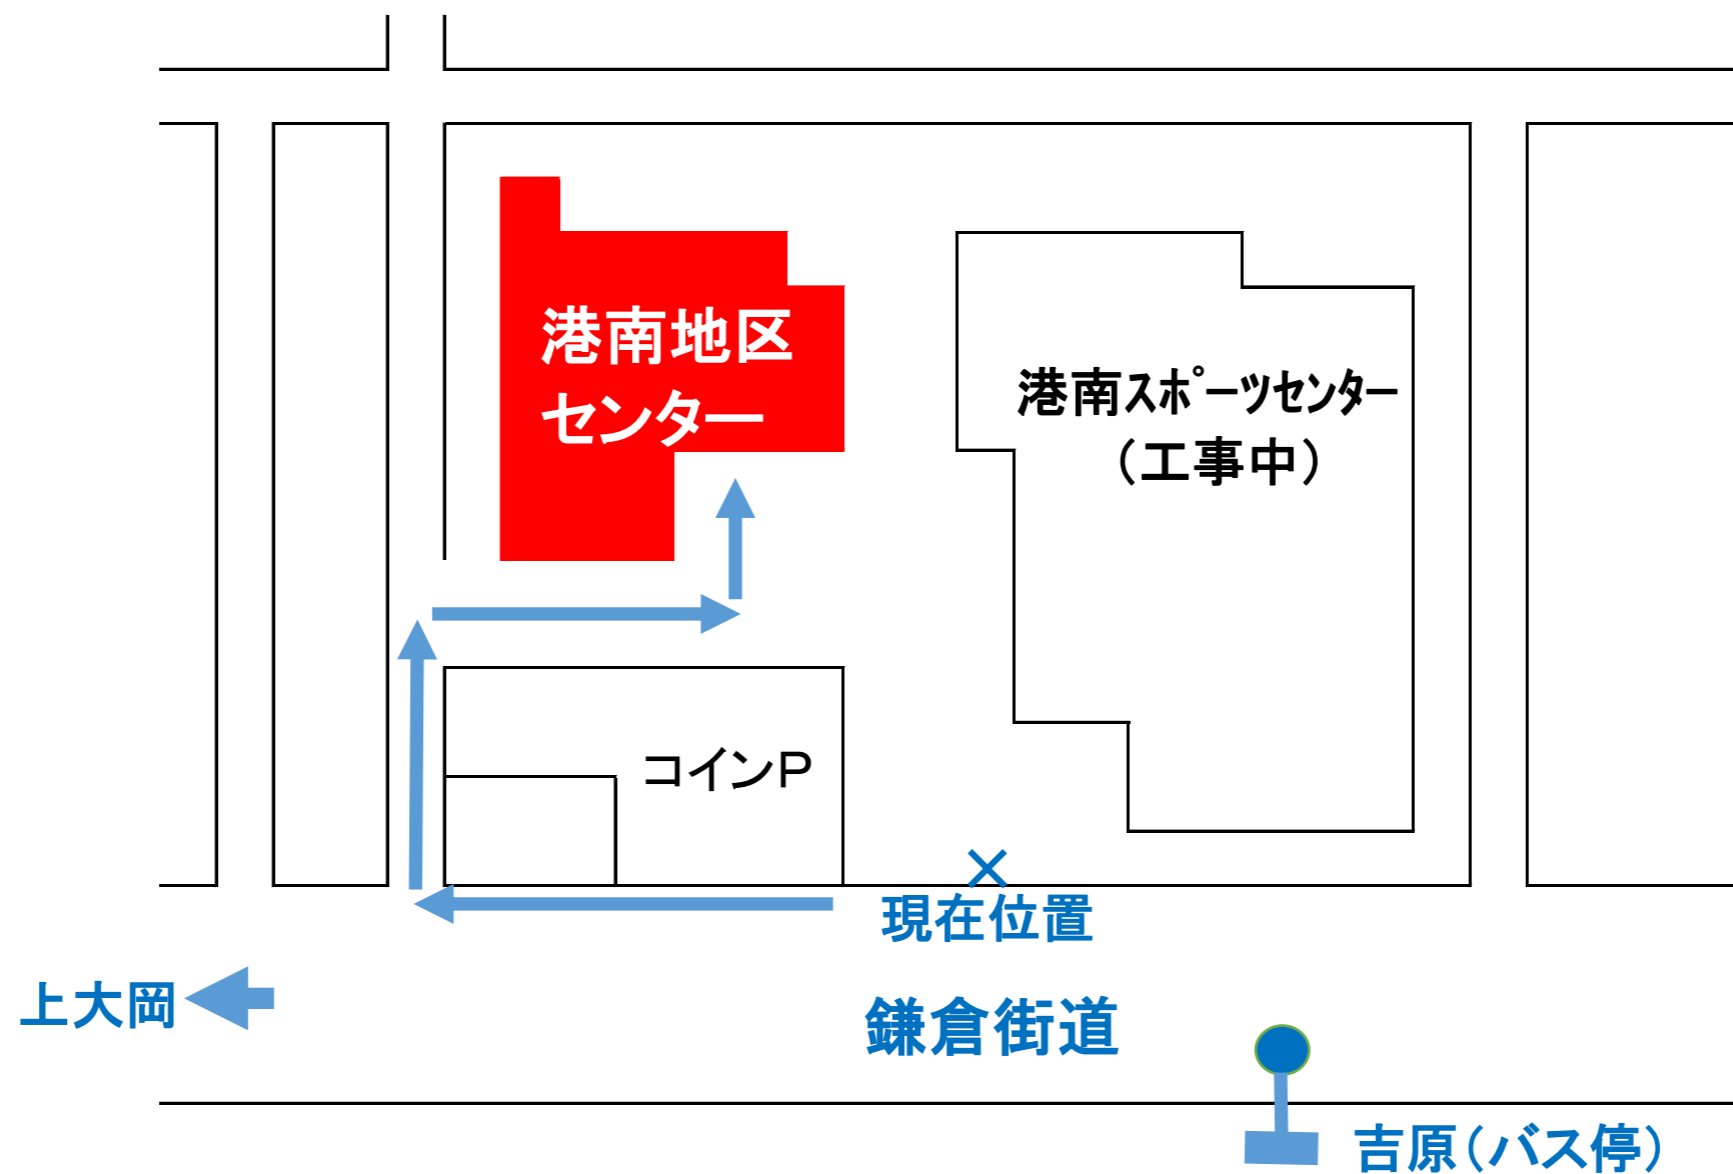 港南地区
センター
港南スポーツセンター
（工事中）
コインP
現在位置
上大岡
鎌倉街道
吉原（バス停）